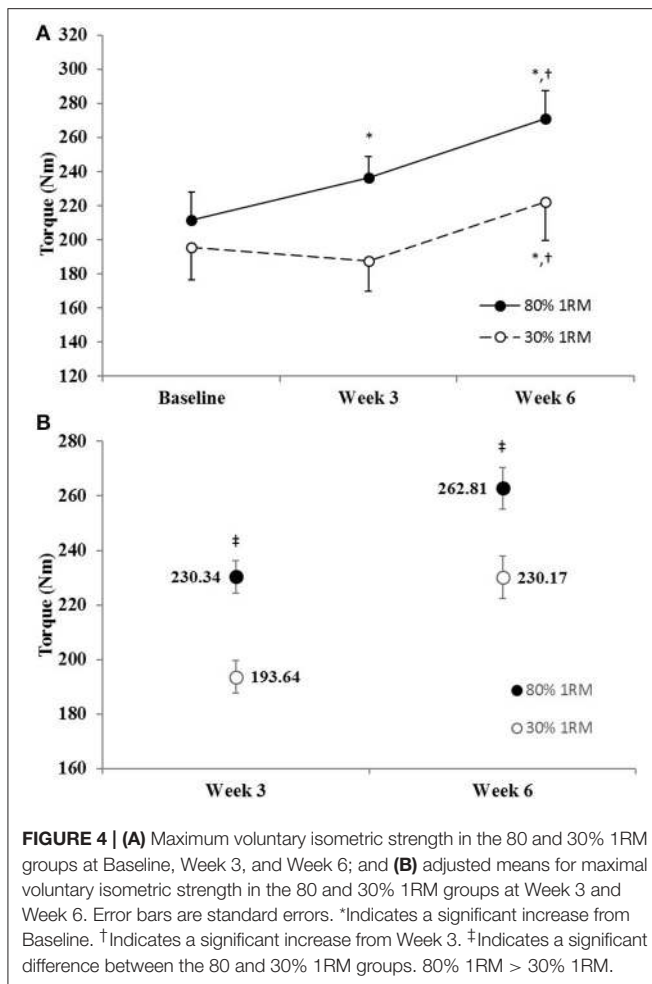 A
320
300
280
260
240
220
200
180
160
140
120
Torque (Nm)
*
*,†
*,†
80% 1RM
30% 1RM
Baseline Week 3 Week 6
B
280
260
240
220
200
180
160
Torque (Nm)
‡
‡
262.81
230.34
230.17
193.64
80% 1RM
30% 1RM
Week 3 Week 6
FIGURE 4 | (A) Maximum voluntary isometric strength in the 80 and 30% 1RM
groups at Baseline, Week 3, and Week 6; and (B) adjusted means for maximal
voluntary isometric strength in the 80 and 30% 1RM groups at Week 3 and
Week 6. Error bars are standard errors. *Indicates a significant increase from
Baseline. †Indicates a significant increase from Week 3. ‡Indicates a significant
difference between the 80 and 30% 1RM groups. 80% 1RM > 30% 1RM.